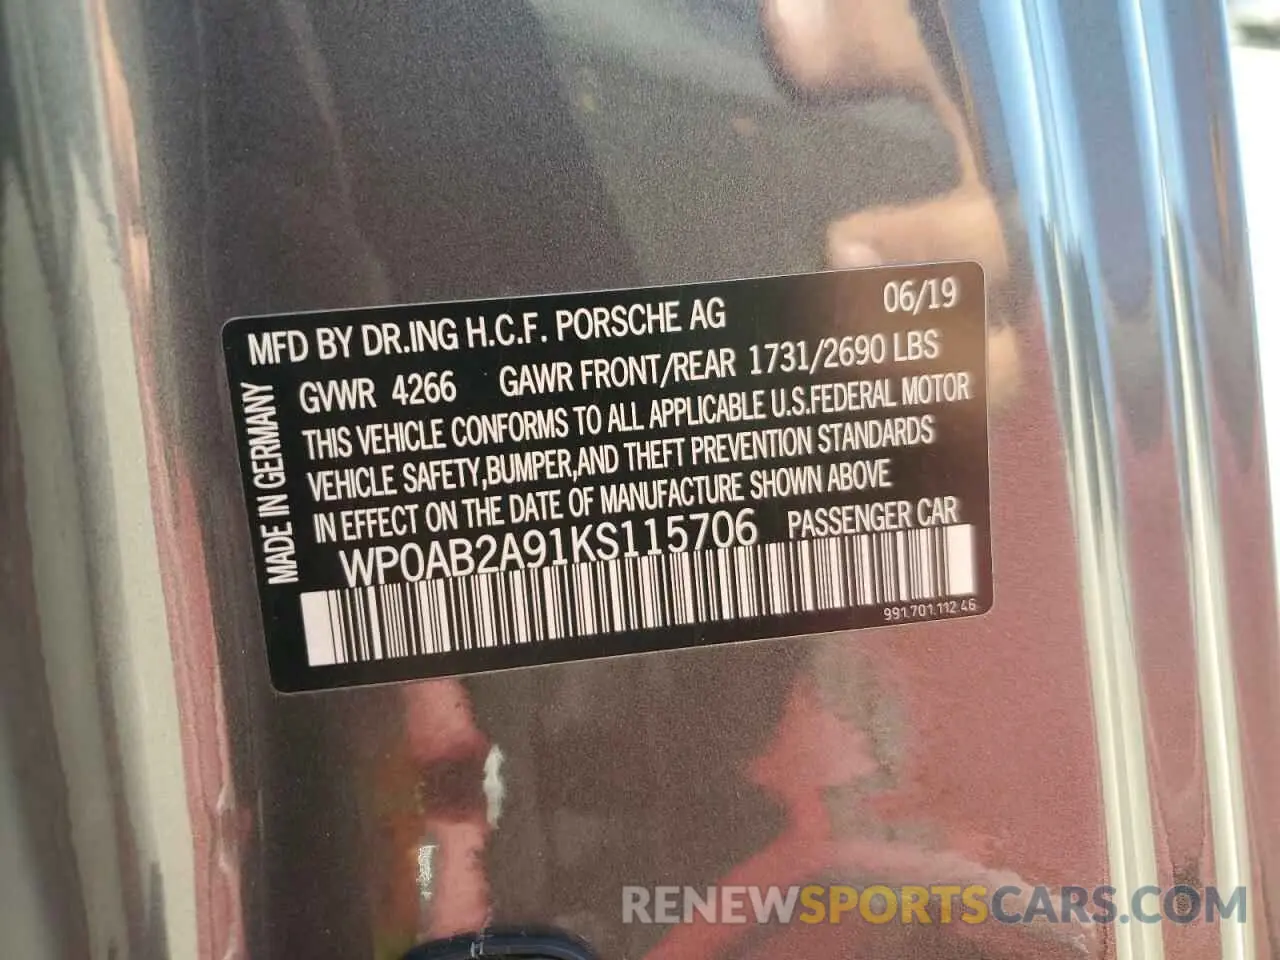 MFD BY DR.ING H.C.F. PORSCHE AG 06/19
GVWR 4266 GAWR FRONT/REAR 1731/2690 LBS
THIS VEHICLE CONFORMS TO ALL APPLICABLE U.S.FEDERAL MOTOR
VEHICLE SAFETY,BUMPER,AND THEFT PREVENTION STANDARDS
IN EFFECT ON THE DATE OF MANUFACTURE SHOWN ABOVE
WP0AB2A91KS115706 PASSENGER CAR
991.701.112.46
MADE IN GERMANY
RENEWSPORTSCARS.COM